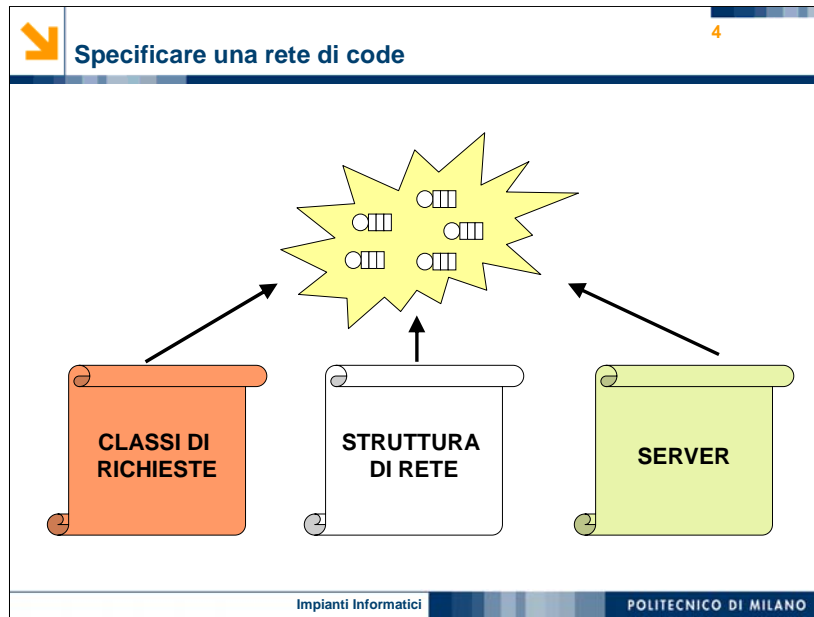 4
Specificare una rete di code
CLASSI DI
RICHIESTE
STRUTTURA
DI RETE
SERVER
Impianti Informatici
POLITECNICO DI MILANO